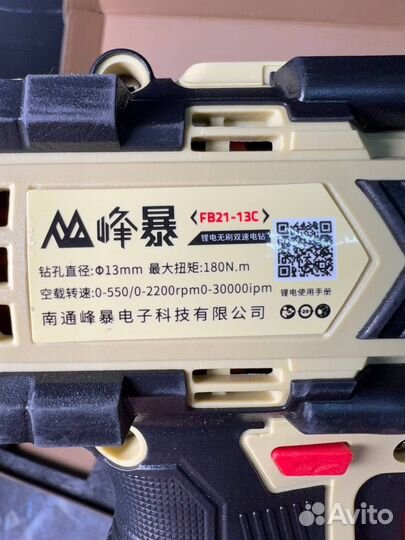 峰暴 FB21-13C
锂电无刷双速电钻
钻孔直径:Φ13mm 最大扭矩:180N.m
空载转速:0-550/0-2200rpm0-30000ipm
锂电使用手册
南通峰暴电子科技有限公司
Avito